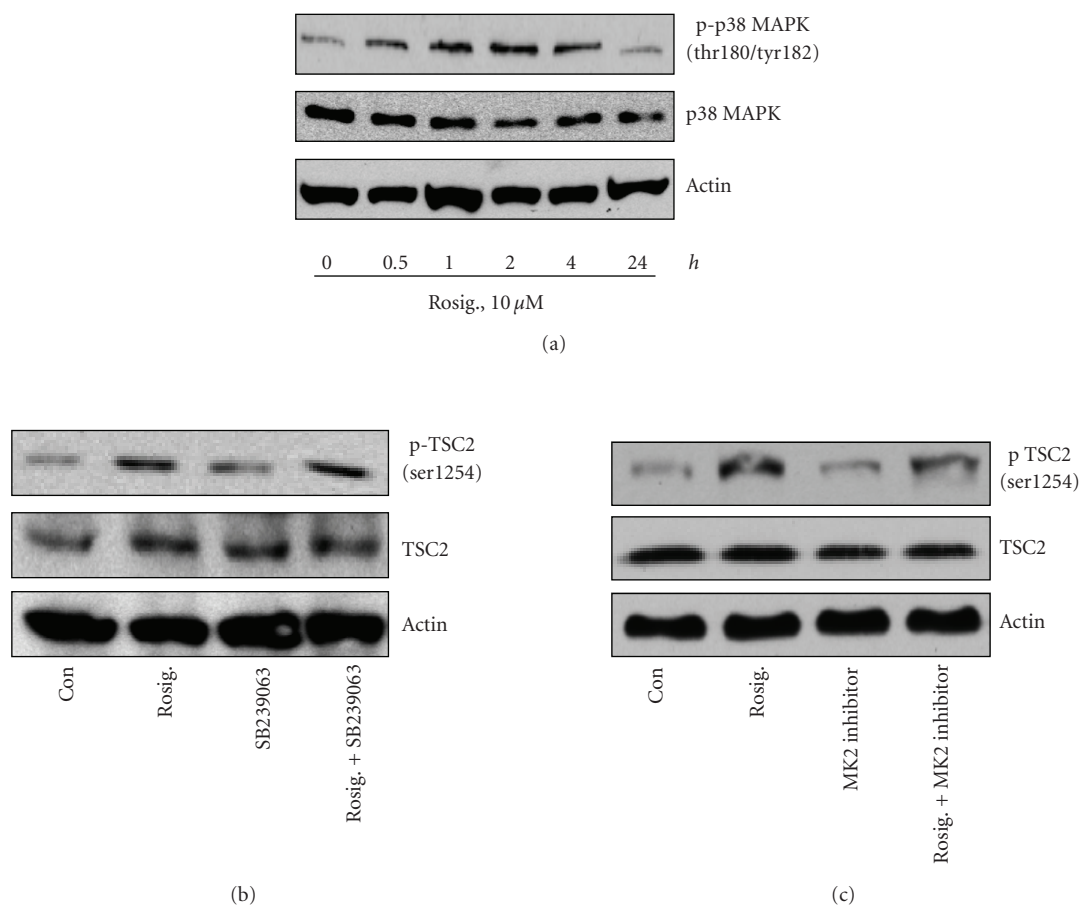 p-p38 MAPK
(thr180/tyr182)
p38 MAPK
Actin
0 0.5 1 2 4 24 h
Rosig., 10 µM
(a)
p-TSC2
(ser1254)
TSC2
Actin
Con
Rosig.
SB239063
Rosig. + SB239063
(b)
p TSC2
(ser1254)
TSC2
Actin
Con
Rosig.
MK2 inhibitor
Rosig. + MK2 inhibitor
(c)